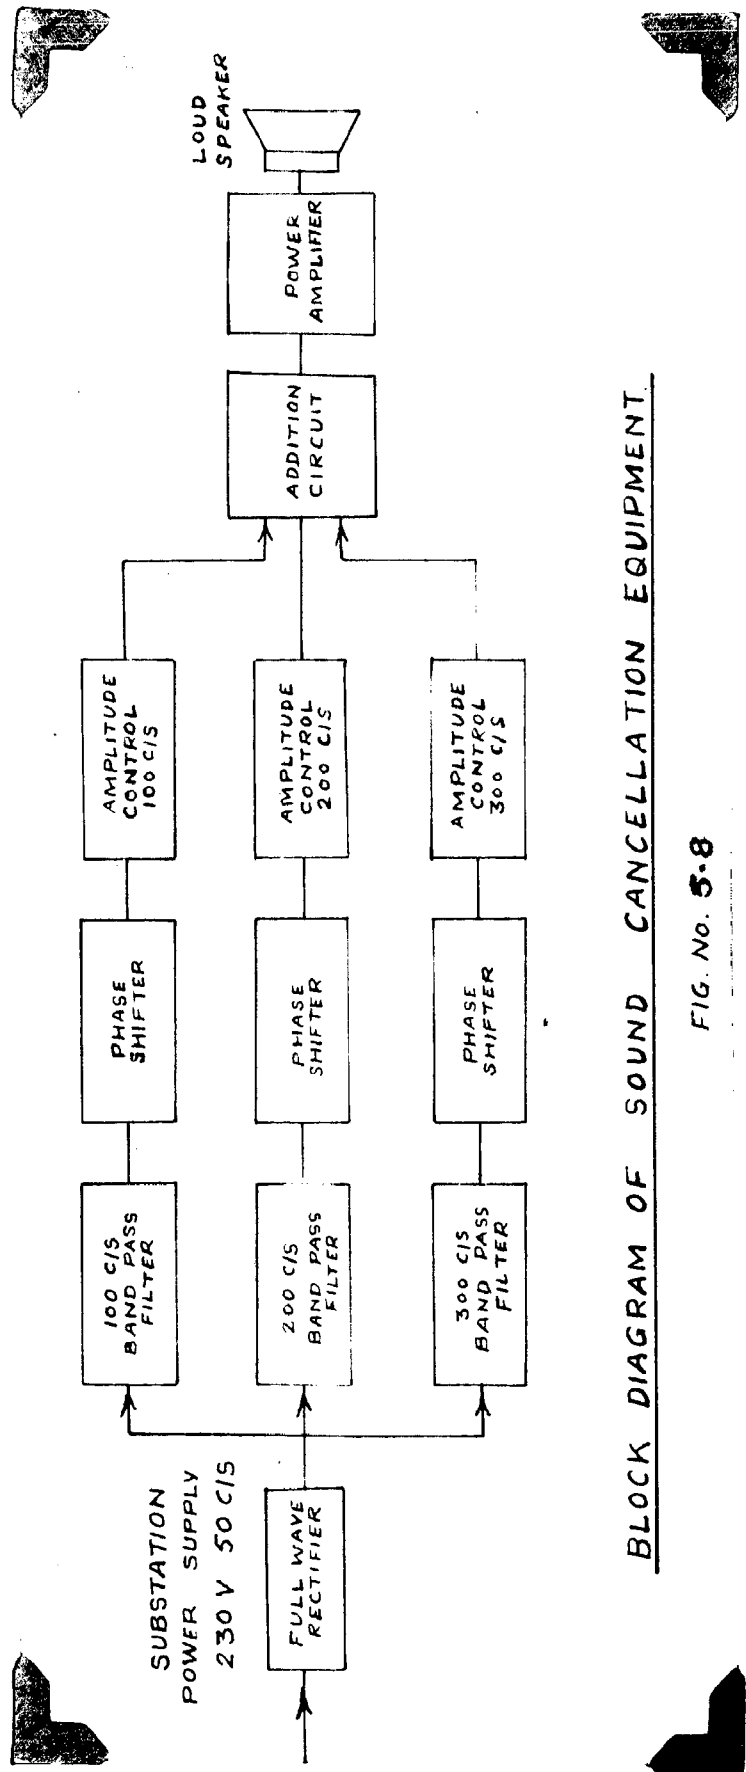 SUBSTATION
POWER SUPPLY
230 V 50 C/S
FULL WAVE
RECTIFIER
100 C/S
BAND PASS
FILTER
PHASE
SHIFTER
AMPLITUDE
CONTROL
100 C/S
200 C/S
BAND PASS
FILTER
PHASE
SHIFTER
AMPLITUDE
CONTROL
200 C/S
300 C/S
BAND PASS
FILTER
PHASE
SHIFTER
AMPLITUDE
CONTROL
300 C/S
ADDITION
CIRCUIT
POWER
AMPLIFIER
LOUD
SPEAKER
BLOCK DIAGRAM OF SOUND CANCELLATION EQUIPMENT
FIG. NO. 5.8